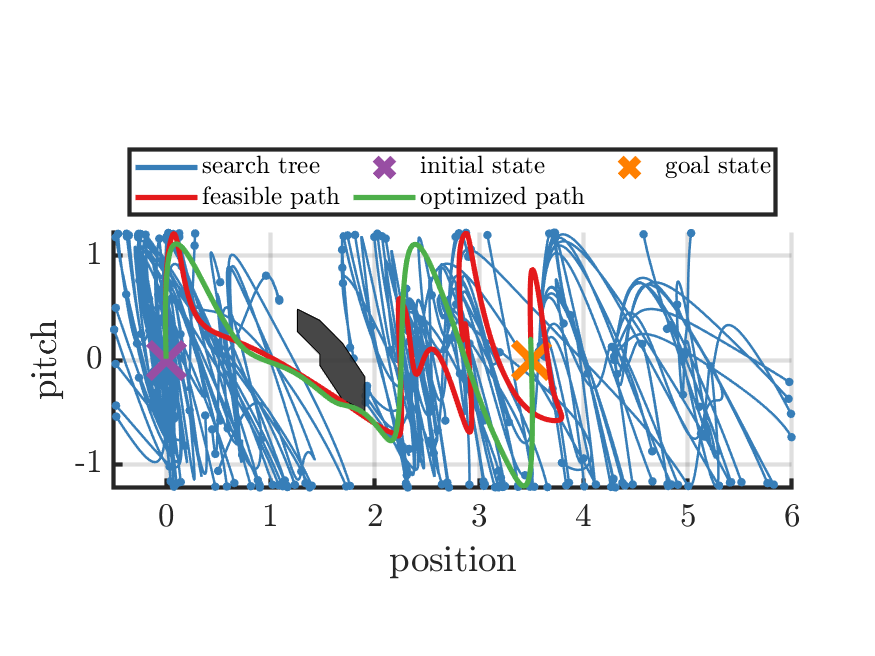 search tree initial state goal state
feasible path optimized path
1
0
-1
pitch
0 1 2 3 4 5 6
position